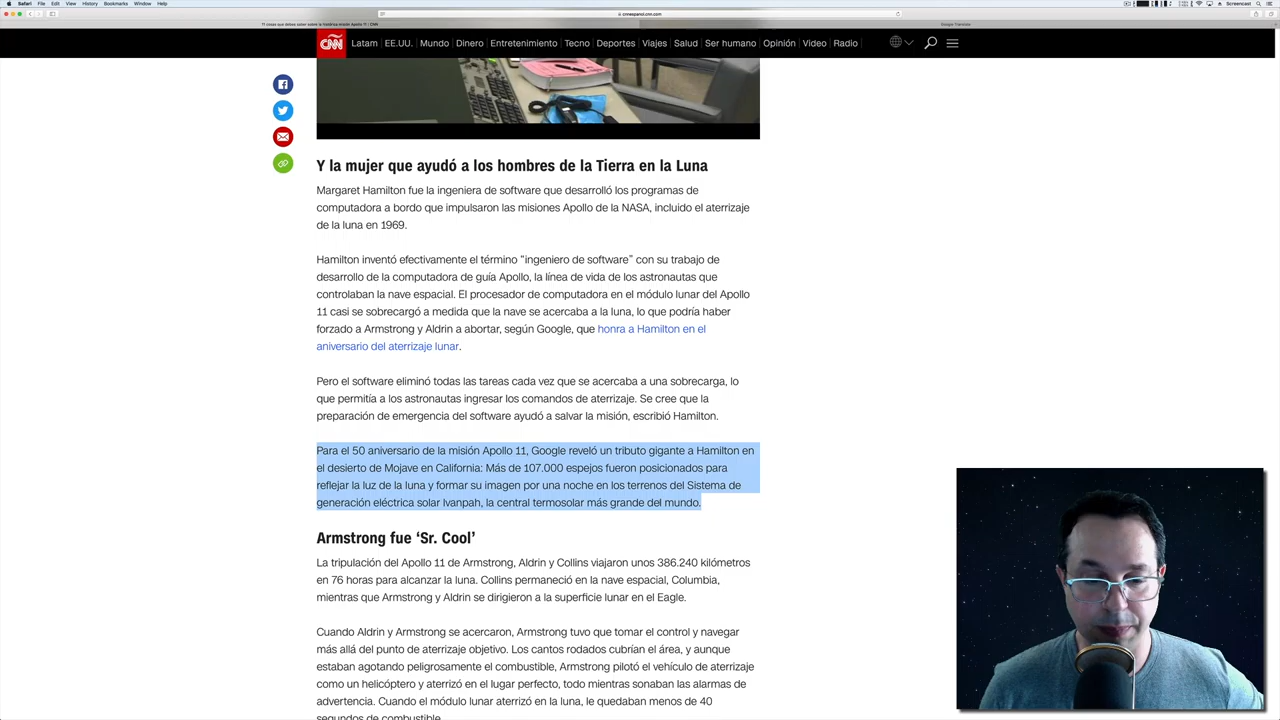 Safari File Edit View History Bookmarks Window Help
Screencast
cnnespanol.cnn.com
11 cosas que debes saber sobre la histórica misión Apolo 11 | CNN
Google Translate
CNN Latam EE.UU. Mundo Dinero Entretenimiento Tecno Deportes Viajes Salud Ser humano Opinión Video Radio
Y la mujer que ayudó a los hombres de la Tierra en la Luna
Margaret Hamilton fue la ingeniera de software que desarrolló los programas de
computadora a bordo que impulsaron las misiones Apollo de la NASA, incluido el aterrizaje
de la luna en 1969.
Hamilton inventó efectivamente el término “ingeniero de software” con su trabajo de
desarrollo de la computadora de guía Apollo, la línea de vida de los astronautas que
controlaban la nave espacial. El procesador de computadora en el módulo lunar del Apollo
11 casi se sobrecargó a medida que la nave se acercaba a la luna, lo que podría haber
forzado a Armstrong y Aldrin a abortar, según Google, que honra a Hamilton en el
aniversario del aterrizaje lunar.
Pero el software eliminó todas las tareas cada vez que se acercaba a una sobrecarga, lo
que permitía a los astronautas ingresar los comandos de aterrizaje. Se cree que la
preparación de emergencia del software ayudó a salvar la misión, escribió Hamilton.
Para el 50 aniversario de la misión Apollo 11, Google reveló un tributo gigante a Hamilton en
el desierto de Mojave en California: Más de 107.000 espejos fueron posicionados para
reflejar la luz de la luna y formar su imagen por una noche en los terrenos del Sistema de
generación eléctrica solar Ivanpah, la central termosolar más grande del mundo.
Armstrong fue ‘Sr. Cool’
La tripulación del Apollo 11 de Armstrong, Aldrin y Collins viajaron unos 386.240 kilómetros
en 76 horas para alcanzar la luna. Collins permaneció en la nave espacial, Columbia,
mientras que Armstrong y Aldrin se dirigieron a la superficie lunar en el Eagle.
Cuando Aldrin y Armstrong se acercaron, Armstrong tuvo que tomar el control y navegar
más allá del punto de aterrizaje objetivo. Los cantos rodados cubrían el área, y aunque
estaban agotando peligrosamente el combustible, Armstrong pilotó el vehículo de aterrizaje
como un helicóptero y aterrizó en el lugar perfecto, todo mientras sonaban las alarmas de
advertencia. Cuando el módulo lunar aterrizó en la luna, le quedaban menos de 40
segundos de combustible.